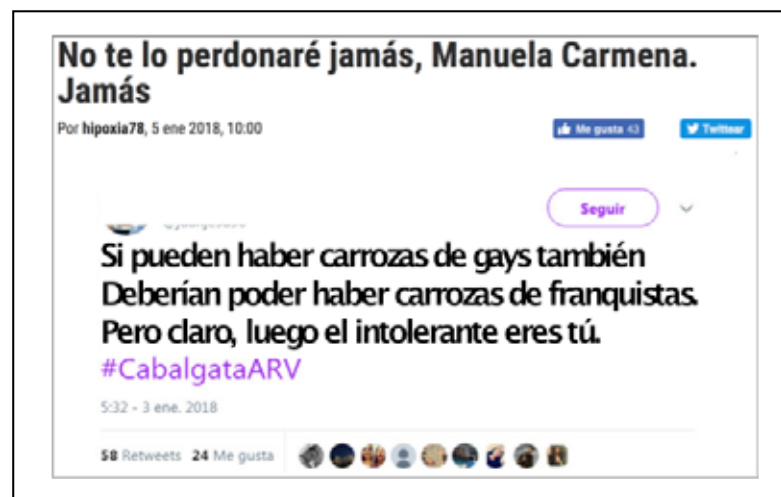 No te lo perdonaré jamás, Manuela Carmena.
Jamás
Por hipoxia78, 5 ene 2018, 10:00
Me gusta 43
Twittear
Seguir
Si pueden haber carrozas de gays también
Deberían poder haber carrozas de franquistas.
Pero claro, luego el intolerante eres tú.
#CabalgataARV
5:32 - 3 ene. 2018
58 Retweets 24 Me gusta